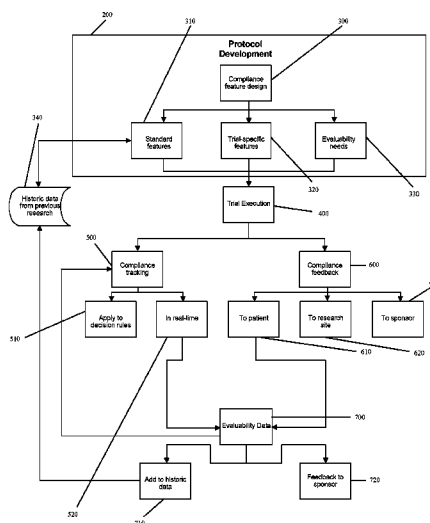 200
310
Protocol
Development
300
Compliance
feature design
340
Standard
features
Trial-specific
features
Evaluability
needs
320
330
Historic data
from previous
research
Trial Execution
400
500
Compliance
tracking
Compliance
feedback
600
Apply to
decision rules
In real-time
To patient
To research
site
To sponsor
510
610
620
520
Evaluability Data
700
Add to historic
data
Feedback to
sponsor
720